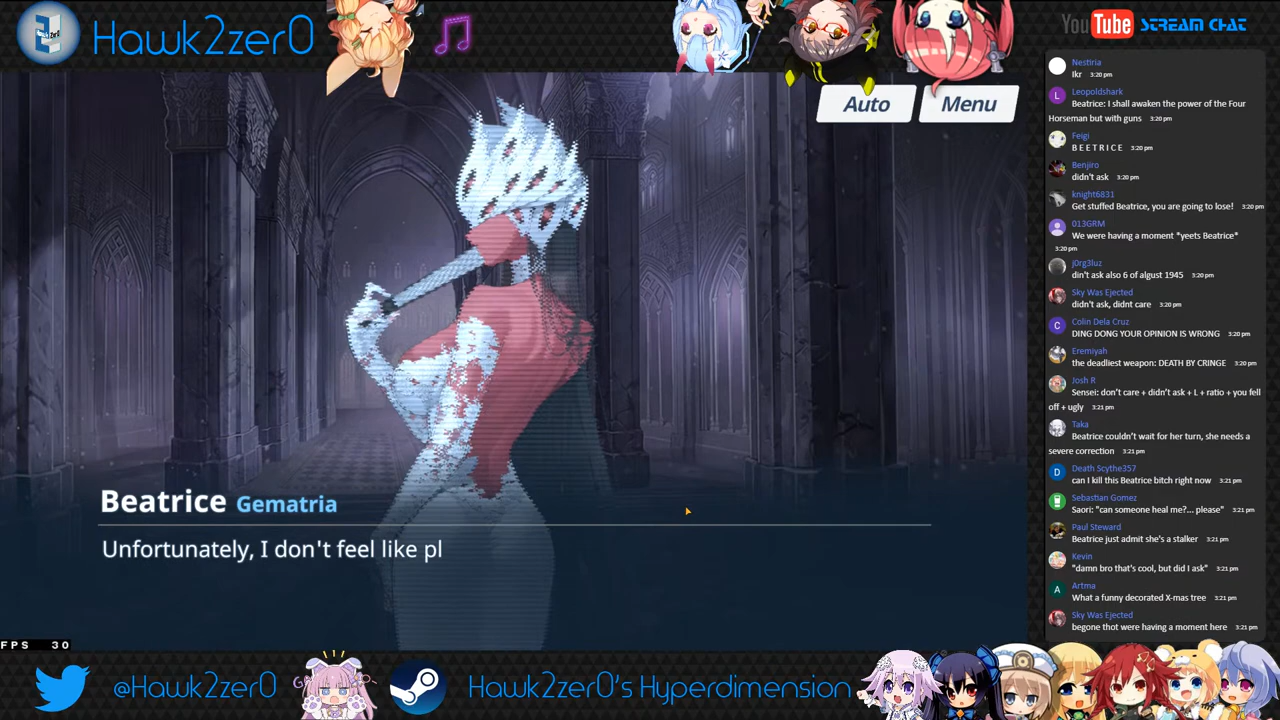 Hawk2zer0
You Tube STREAM CHAT
Auto
Menu
Nestiria
Ikr 3:20 pm
Leopoldshark
Beatrice: I shall awaken the power of the Four
Horseman but with guns 3:20 pm
Feigi
B E E T R I C E 3:20 pm
Benjiro
didn't ask 3:20 pm
knight6831
Get stuffed Beatrice, you are going to lose! 3:20 pm
013GRM
We were having a moment *yeets Beatrice*
3:20 pm
j0rg3luz
din't ask also 6 of algust 1945 3:20 pm
Sky Was Ejected
didn't ask, didnt care 3:20 pm
Colin Dela Cruz
DING DONG YOUR OPINION IS WRONG 3:20 pm
Eremiyah
the deadliest weapon: DEATH BY CRINGE 3:20 pm
Josh R
Sensei: don't care + didn't ask + L + ratio + you fell
off + ugly 3:21 pm
Taka
Beatrice couldn't wait for her turn, she needs a
severe correction 3:21 pm
Death Scythe357
can I kill this Beatrice bitch right now 3:21 pm
Sebastian Gomez
Saori: "can someone heal me?... please" 3:21 pm
Paul Steward
Beatrice just admit she's a stalker 3:21 pm
Kevin
"damn bro that's cool, but did I ask" 3:21 pm
Artma
What a funny decorated X-mas tree 3:21 pm
Sky Was Ejected
begone thot were having a moment here 3:21 pm
Beatrice Gematria
Unfortunately, I don't feel like pl
FPS 30
@Hawk2zer0
Hawk2zer0's Hyperdimension